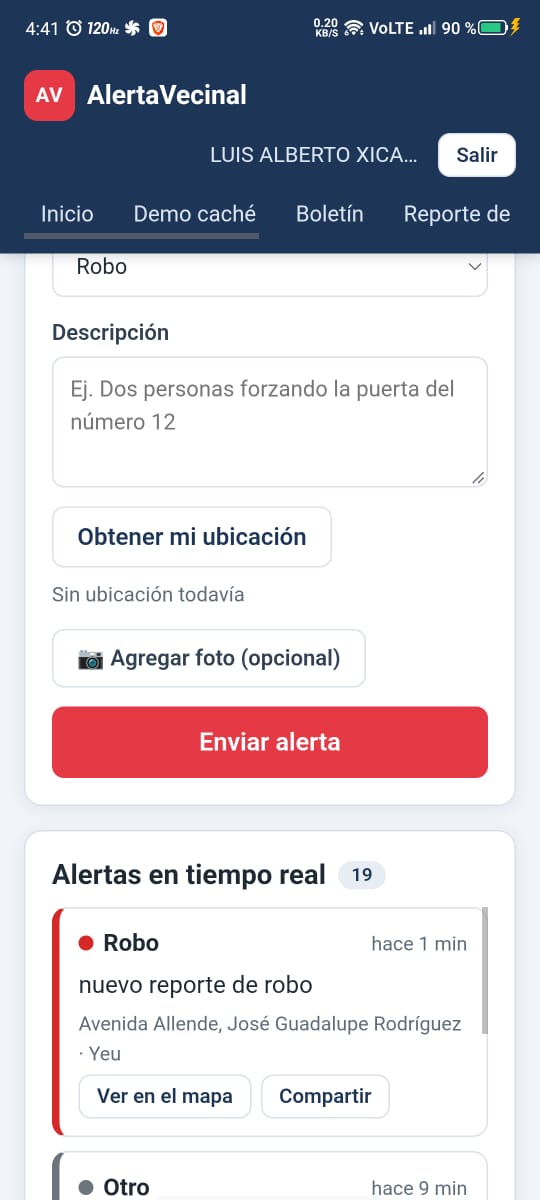 4:41 120Hz 0.20 KB/S VoLTE 90 %
AV AlertaVecinal
LUIS ALBERTO XICA... Salir
Inicio Demo caché Boletín Reporte de
Robo
Descripción
Ej. Dos personas forzando la puerta del
número 12
Obtener mi ubicación
Sin ubicación todavía
Agregar foto (opcional)
Enviar alerta
Alertas en tiempo real 19
Robo hace 1 min
nuevo reporte de robo
Avenida Allende, José Guadalupe Rodríguez
· Yeu
Ver en el mapa Compartir
Otro hace 9 min